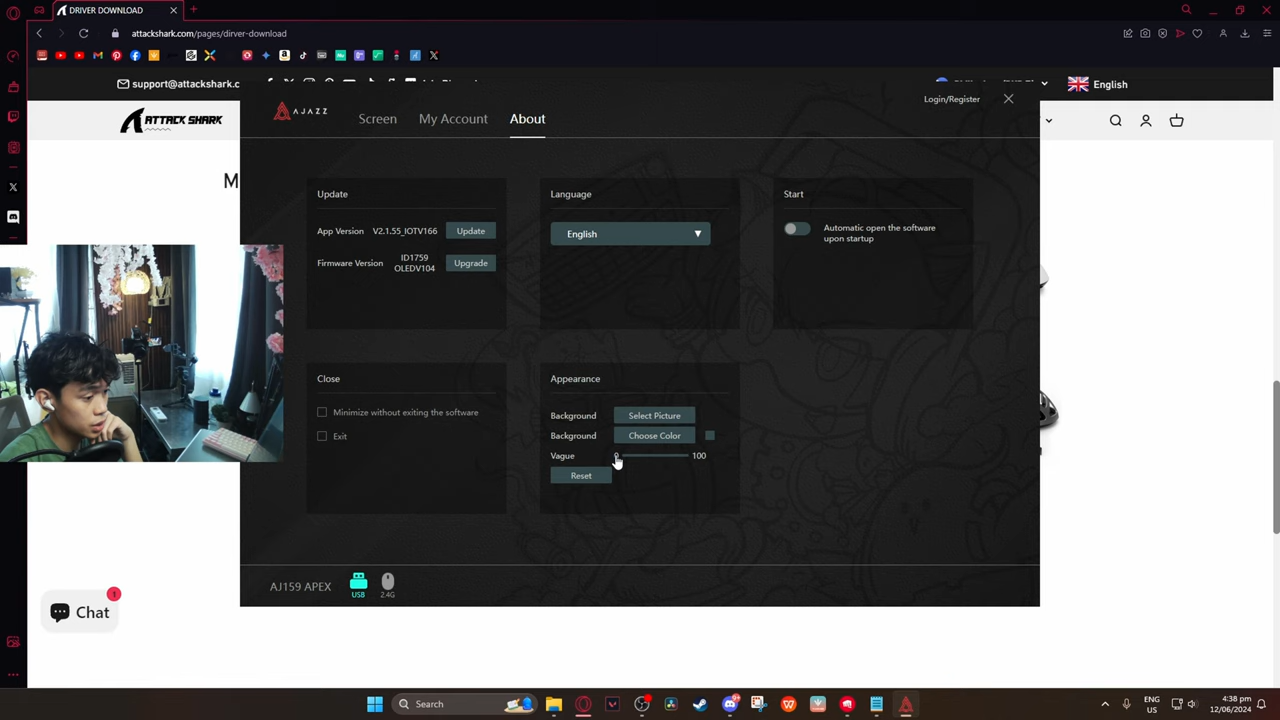 DRIVER DOWNLOAD
attackshark.com/pages/dirver-download
support@attackshark.c
English
ATTACK SHARK
M
AJAZZ
Screen
My Account
About
Login/Register
Update
App Version V2.1.55_IOTV166 Update
Firmware Version ID1759 OLEDV104 Upgrade
Language
English
Start
Automatic open the software
upon startup
Close
Minimize without exiting the software
Exit
Appearance
Background Select Picture
Background Choose Color
Vague 100
Reset
AJ159 APEX
USB
2.4G
Chat
1
Search
ENG
US
4:38 pm
12/06/2024